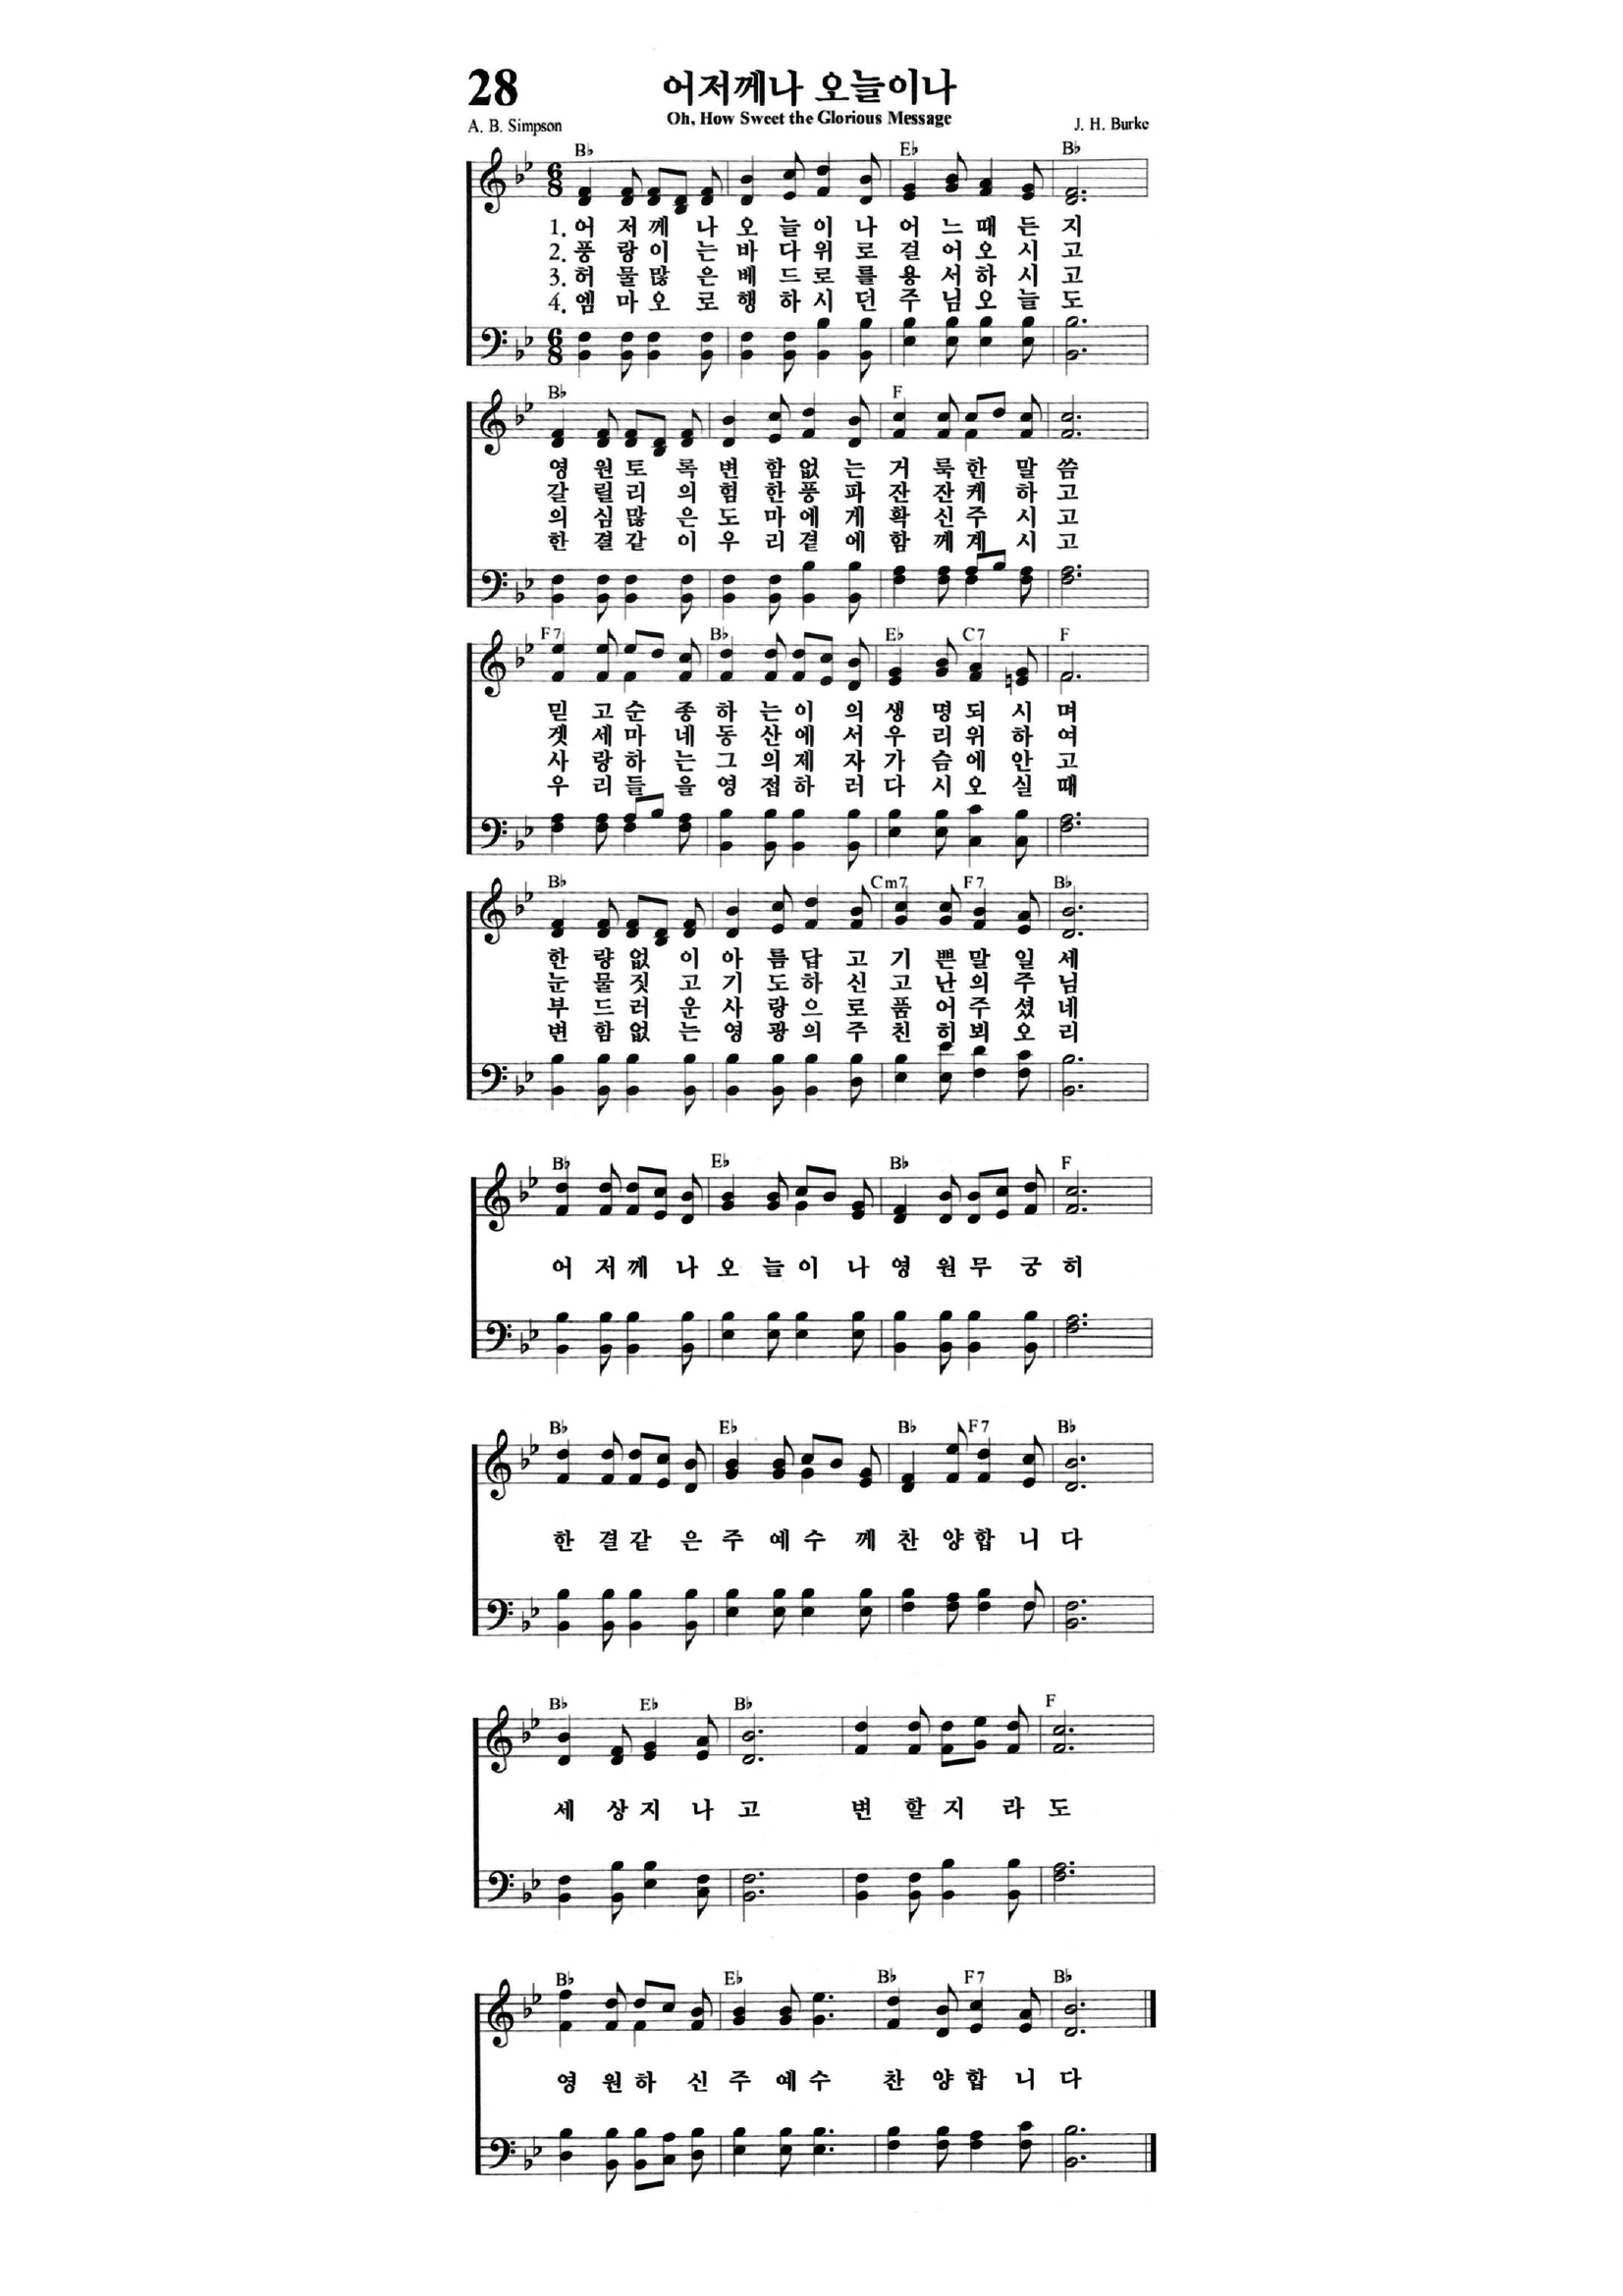 28
어저께나 오늘이나
Oh, How Sweet the Glorious Message
A. B. Simpson
J. H. Burke
B♭ E♭ B♭
1. 어 저 께 나 오 늘 이 나 어 느 때 든 지
2. 풍 랑 이 는 바 다 위 로 걸 어 오 시 고
3. 허 물 많 은 베 드 로 를 용 서 하 시 고
4. 엠 마 오 로 행 하 시 던 주 님 오 늘 도
B♭ F
영 원 토 록 변 함 없 는 거 룩 한 말 씀
갈 릴 리 의 험 한 풍 파 잔 잔 케 하 고
의 심 많 은 도 마 에 게 확 신 주 시 고
한 결 같 이 우 리 곁 에 함 께 계 시 고
F7 B♭ E♭ C7 F
믿 고 순 종 하 는 이 의 생 명 되 시 며
겟 세 마 네 동 산 에 서 우 리 위 하 여
사 랑 하 는 그 의 제 자 가 슴 에 안 고
우 리 들 을 영 접 하 러 다 시 오 실 때
B♭ Cm7 F7 B♭
한 량 없 이 아 름 답 고 기 쁜 말 일 세
눈 물 짓 고 기 도 하 신 고 난 의 주 님
부 드 러 운 사 랑 으 로 품 어 주 셨 네
변 함 없 는 영 광 의 주 친 히 뵈 오 리
B♭ E♭ B♭ F
어 저 께 나 오 늘 이 나 영 원 무 궁 히
B♭ E♭ B♭ F7 B♭
한 결 같 은 주 예 수 께 찬 양 합 니 다
B♭ E♭ B♭ F
세 상 지 나 고 변 할 지 라 도
B♭ E♭ B♭ F7 B♭
영 원 하 신 주 예 수 찬 양 합 니 다